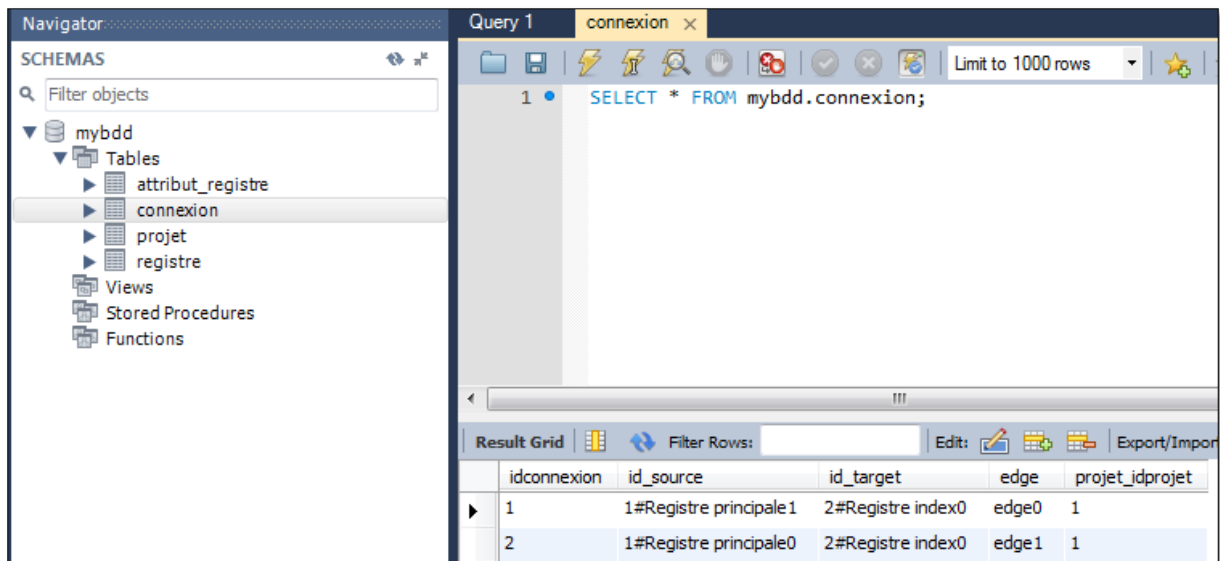 Navigator
SCHEMAS
Filter objects
mybdd
Tables
attribut_registre
connexion
projet
registre
Views
Stored Procedures
Functions
Query 1 connexion ×
Limit to 1000 rows
1 SELECT * FROM mybdd.connexion;
Result Grid Filter Rows: Edit: Export/Impor
idconnexion id_source id_target edge projet_idprojet
1 1#Registre principale1 2#Registre index0 edge0 1
2 1#Registre principale0 2#Registre index0 edge1 1